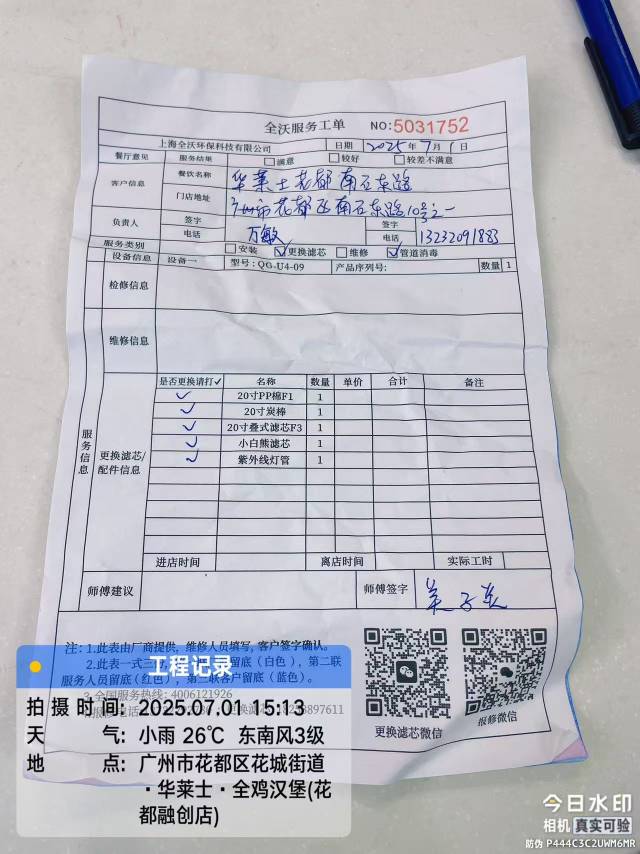 全沃服务工单 NO:5031752
上海全沃环保科技有限公司 日期 2025年7月1日
餐厅意见 服务结果 满意 较好 较差不满意
客户信息 餐饮名称 华莱士花都南石东路
门店地址 广州市花都区南石东路10号之一
负责人 签字 万敏 签字
电话 电话 13232091883
服务类别 安装 ✓更换滤芯 维修 ✓管道消毒
设备信息 设备一 型号:QG-U4-09 产品序列号: 数量 1
检修信息
维修信息
服务信息
更换滤芯/配件信息
是否更换请打✓ 名称 数量 单价 合计 备注
✓ 20寸PP棉F1 1
✓ 20寸炭棒 1
✓ 20寸叠式滤芯F3 1
✓ 小白熊滤芯 1
✓ 紫外线灯管 1
进店时间 离店时间 实际工时
师傅建议 师傅签字
注: 1.此表由厂商提供, 维修人员填写, 客户签字确认。
2.此表一式三 留底(白色), 第二联
服务人员留底(红色), 第三联客户留底(蓝色)。
3.全国服务热线: 4006121926
更换滤芯微信
报修微信
工程记录
拍摄时间: 2025.07.01 15:13
天 气: 小雨 26℃ 东南风3级
地 点: 广州市花都区花城街道
·华莱士·全鸡汉堡(花
都融创店)
今日水印
相机 真实可验
防伪 P444C3C2UWM6MR